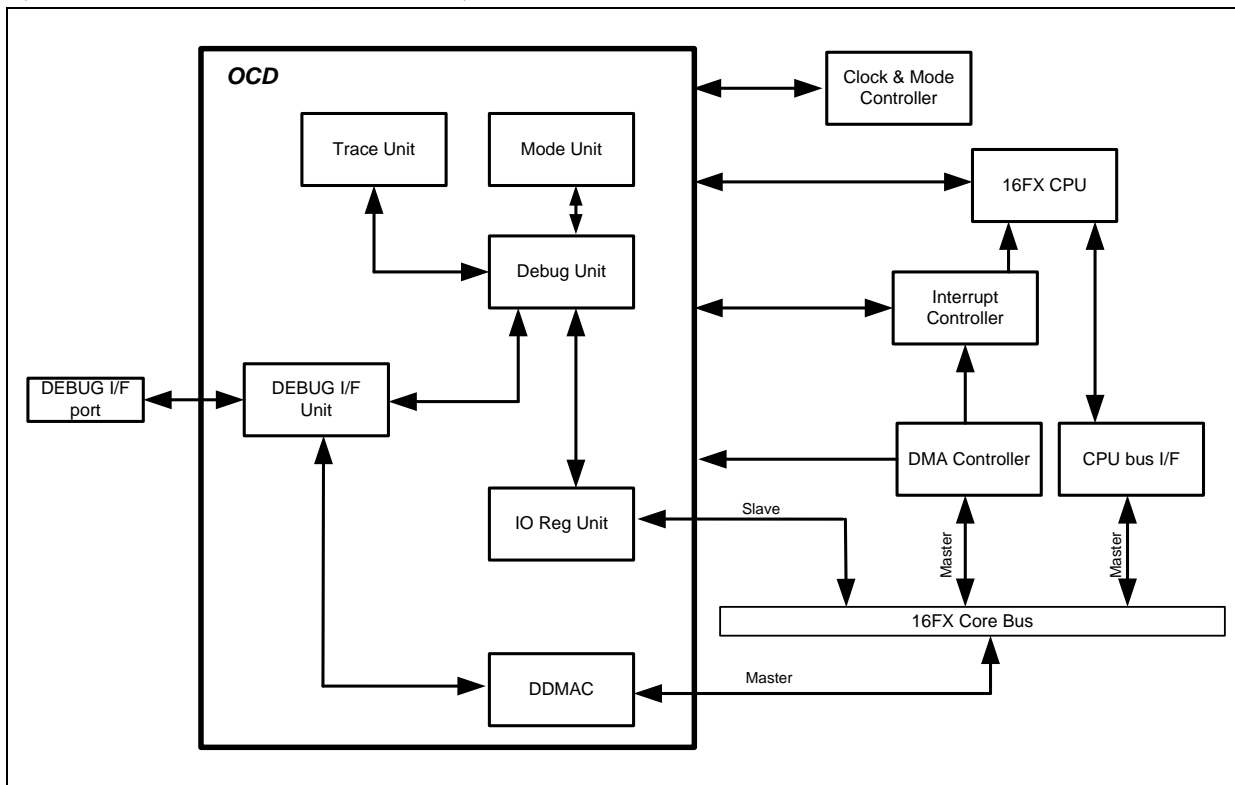 OCD
Clock & Mode
Controller
Trace Unit
Mode Unit
16FX CPU
Debug Unit
Interrupt
Controller
DEBUG I/F
port
DEBUG I/F
Unit
DMA Controller
CPU bus I/F
IO Reg Unit
Slave
Master
Master
16FX Core Bus
DDMAC
Master